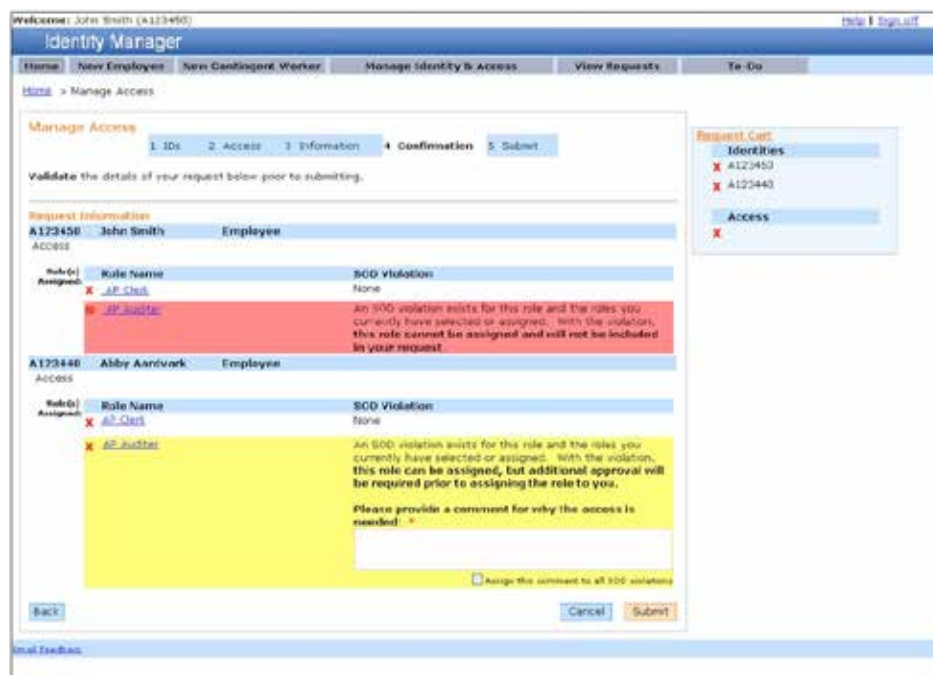 Welcome: John Smith (A123450)
Help | Sign off
Identity Manager
Home New Employee New Contingent Worker Manage Identity & Access View Requests To-Do
Home > Manage Access
Manage Access
1 IDs 2 Access 3 Information 4 Confirmation 5 Submit
Validate the details of your request below prior to submitting.
Request Information
A123450 John Smith Employee
Access
Role(s) Assigned:
Role Name SOD Violation
X AP Clerk None
X AP Auditer An SOD violation exists for this role and the roles you
currently have selected or assigned. With the violation,
this role cannot be assigned and will not be included
in your request.
A123440 Abby Aardvark Employee
Access
Role(s) Assigned:
Role Name SOD Violation
X AP Clerk None
X AP Auditer An SOD violation exists for this role and the roles you
currently have selected or assigned. With the violation,
this role can be assigned, but additional approval will
be required prior to assigning the role to you.
Please provide a comment for why the access is
needed: *
Assign this comment to all SOD violations
Back Cancel Submit
Request Cart
Identities
X A123450
X A123440
Access
X
Email Feedback